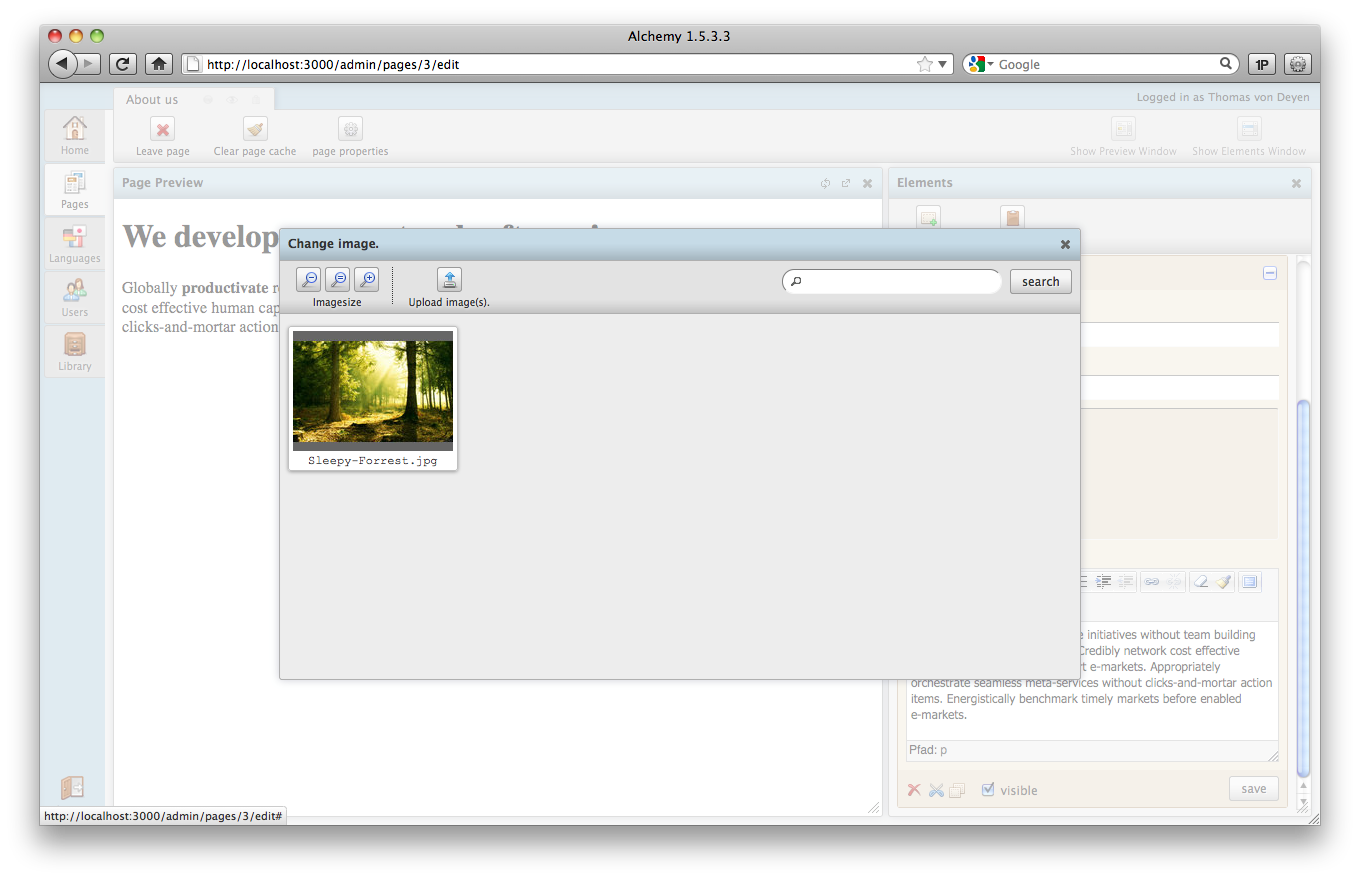 Alchemy 1.5.3.3
http://localhost:3000/admin/pages/3/edit
Google
1P
About us
Logged in as Thomas von Deyen
Home
Leave page
Clear page cache
page properties
Show Preview Window
Show Elements Window
Pages
Page Preview
Elements
Languages
Users
Library
We develop
Globally productivate
cost effective human cap
clicks-and-mortar action
Change image.
Imagesize
Upload image(s).
search
Sleepy-Forrest.jpg
initiatives without team building
Credibly network cost effective
e-markets. Appropriately
orchestrate seamless meta-services without clicks-and-mortar action
items. Energistically benchmark timely markets before enabled
e-markets.
Pfad: p
visible
save
http://localhost:3000/admin/pages/3/edit#